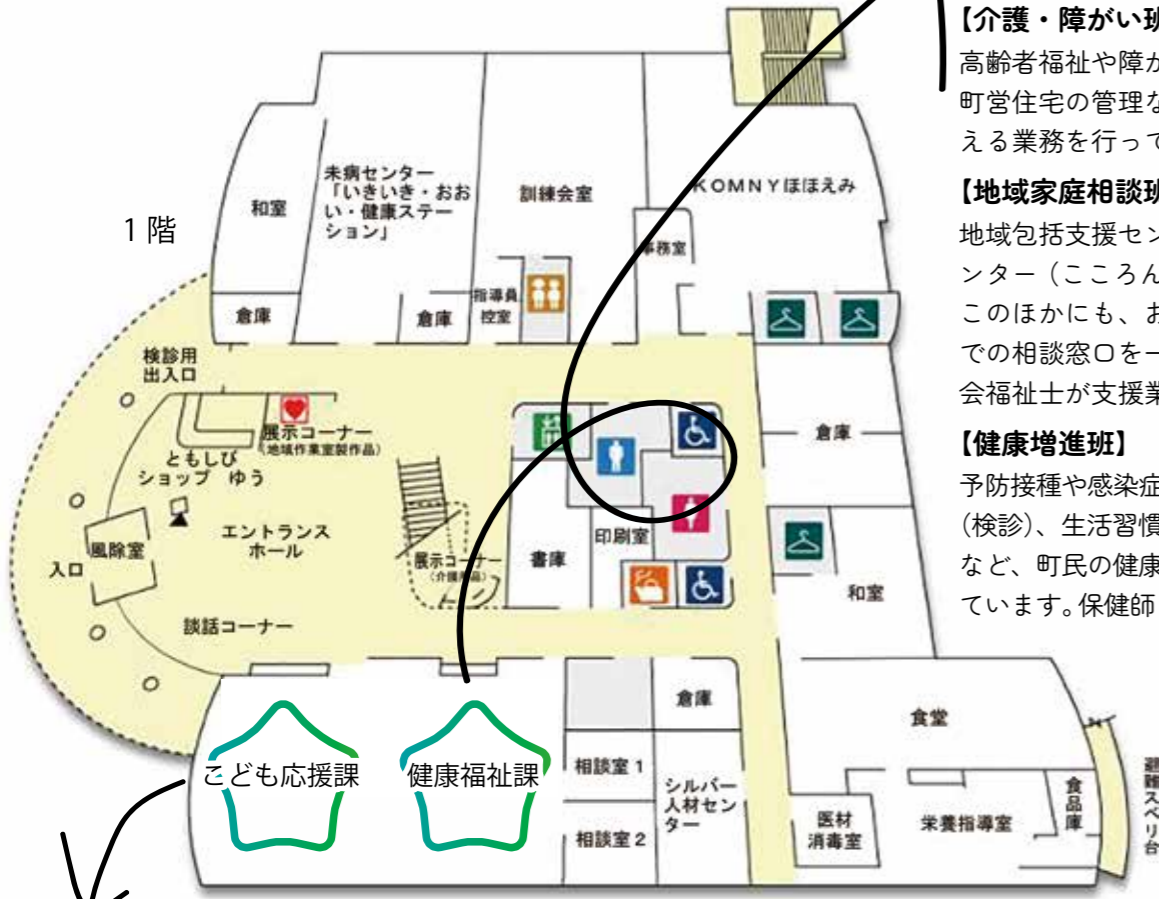 【介護・障がい班
高齢者福祉や障が
町営住宅の管理な
える業務を行って
【地域家庭相談班
地域包括支援セン
ンター（こころん
このほかにも、お
での相談窓口を一
会福祉士が支援業
【健康増進班】
予防接種や感染症
（検診）、生活習慣
など、町民の健康
ています。保健師
1階
和室
未病センター
「いきいき・おお
い・健康ステー
ション」
訓練会室
KOMNYほほえみ
事務室
倉庫
倉庫
指導員
控室
検診用
出入口
展示コーナー
（地域作業室製作品）
ともしび
ショップ ゆう
倉庫
エントランス
ホール
風除室
入口
展示コーナー
書庫
印刷室
和室
談話コーナー
こども応援課
健康福祉課
倉庫
相談室1
相談室2
シルバー
人材セン
ター
食堂
医材
消毒室
栄養指導室
食品庫
避難スベリ台